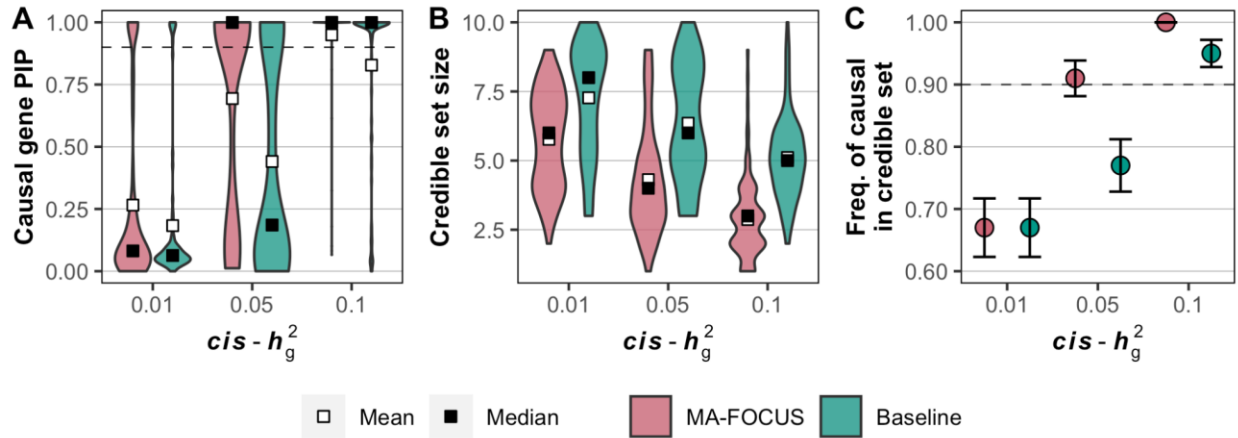 A
Causal gene PIP
1.00
0.75
0.50
0.25
0.00
0.01
0.05
0.1
cis - h²g
B
Credible set size
10.0
7.5
5.0
2.5
0.01
0.05
0.1
cis - h²g
C
Freq. of causal
in credible set
1.00
0.90
0.80
0.70
0.60
0.01
0.05
0.1
cis - h²g
Mean
Median
MA-FOCUS
Baseline